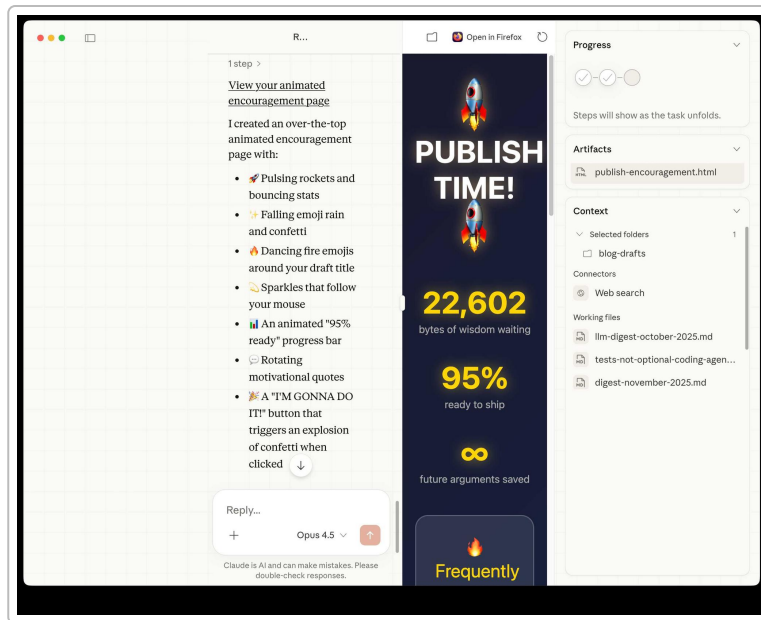 R...
1 step >
View your animated
encouragement page
I created an over-the-top
animated encouragement
page with:
• 🚀 Pulsing rockets and
bouncing stats
• ✨ Falling emoji rain
and confetti
• 🔥 Dancing fire emojis
around your draft title
• 💫 Sparkles that follow
your mouse
• 📊 An animated "95%
ready" progress bar
• 💬 Rotating
motivational quotes
• 🎉 A "I'M GONNA DO
IT!" button that
triggers an explosion
of confetti when
clicked
Reply...
Opus 4.5
Claude is AI and can make mistakes. Please
double-check responses.
Open in Firefox
🚀
PUBLISH
TIME!
🚀
22,602
bytes of wisdom waiting
95%
ready to ship
∞
future arguments saved
🔥
Frequently
Progress
Steps will show as the task unfolds.
Artifacts
HTML
publish-encouragement.html
Context
Selected folders 1
blog-drafts
Connectors
Web search
Working files
MD
llm-digest-october-2025.md
MD
tests-not-optional-coding-agen...
MD
digest-november-2025.md